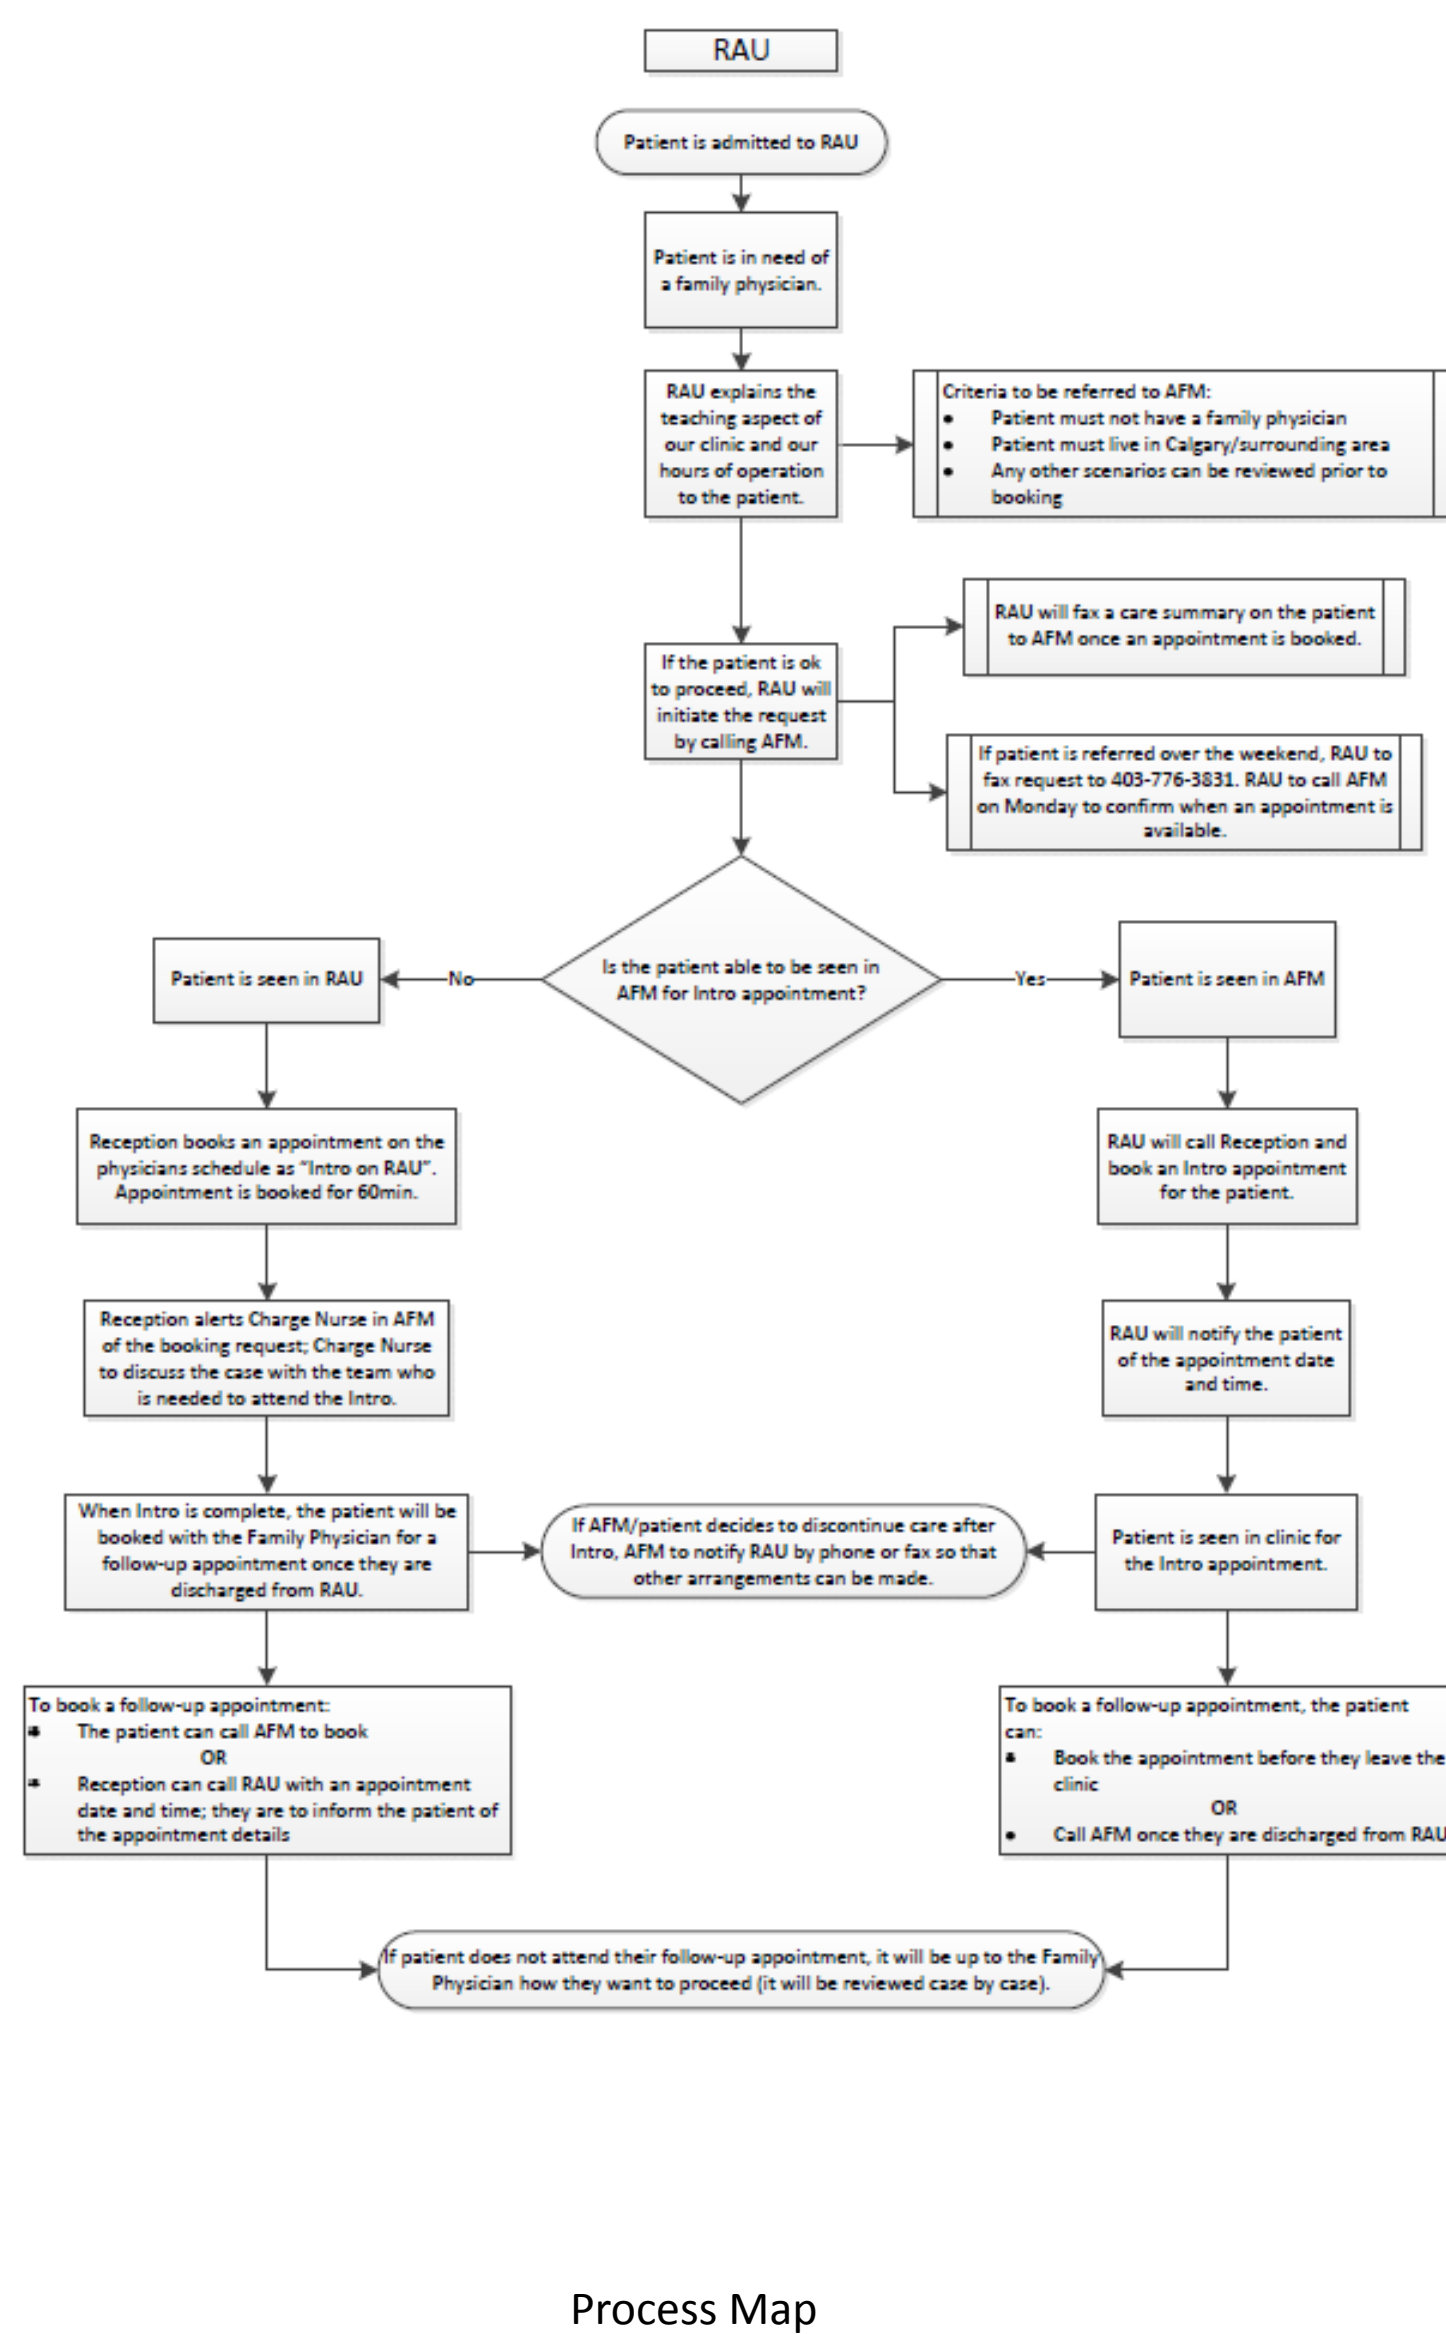 RAU
Patient is admitted to RAU
Patient is in need of
a family physician.
RAU explains the
teaching aspect of
our clinic and our
hours of operation
to the patient.
Criteria to be referred to AFM:
• Patient must not have a family physician
• Patient must live in Calgary/surrounding area
• Any other scenarios can be reviewed prior to
booking
RAU will fax a care summary on the patient
to AFM once an appointment is booked.
If the patient is ok
to proceed, RAU will
initiate the request
by calling AFM.
If patient is referred over the weekend, RAU to
fax request to 403-776-3831. RAU to call AFM
on Monday to confirm when an appointment is
available.
Is the patient able to be seen in
AFM for Intro appointment?
No
Yes
Patient is seen in RAU
Reception books an appointment on the
physicians schedule as “Intro on RAU”.
Appointment is booked for 60min.
Reception alerts Charge Nurse in AFM
of the booking request; Charge Nurse
to discuss the case with the team who
is needed to attend the Intro.
When Intro is complete, the patient will be
booked with the Family Physician for a
follow-up appointment once they are
discharged from RAU.
To book a follow-up appointment:
• The patient can call AFM to book
OR
• Reception can call RAU with an appointment
date and time; they are to inform the patient of
the appointment details
Patient is seen in AFM
RAU will call Reception and
book an Intro appointment
for the patient.
RAU will notify the patient
of the appointment date
and time.
Patient is seen in clinic for
the Intro appointment.
If AFM/patient decides to discontinue care after
Intro, AFM to notify RAU by phone or fax so that
other arrangements can be made.
To book a follow-up appointment, the patient
can:
• Book the appointment before they leave the
clinic
OR
• Call AFM once they are discharged from RAU
If patient does not attend their follow-up appointment, it will be up to the Family
Physician how they want to proceed (it will be reviewed case by case).
Process Map